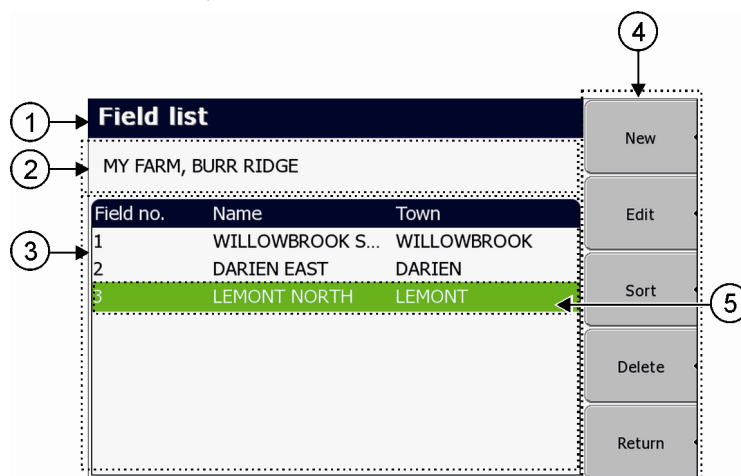 4
1
Field list
New
2
MY FARM, BURR RIDGE
Field no. Name Town
Edit
3
1 WILLOWBROOK S... WILLOWBROOK
2 DARIEN EAST DARIEN
3 LEMONT NORTH LEMONT
Sort
5
Delete
Return